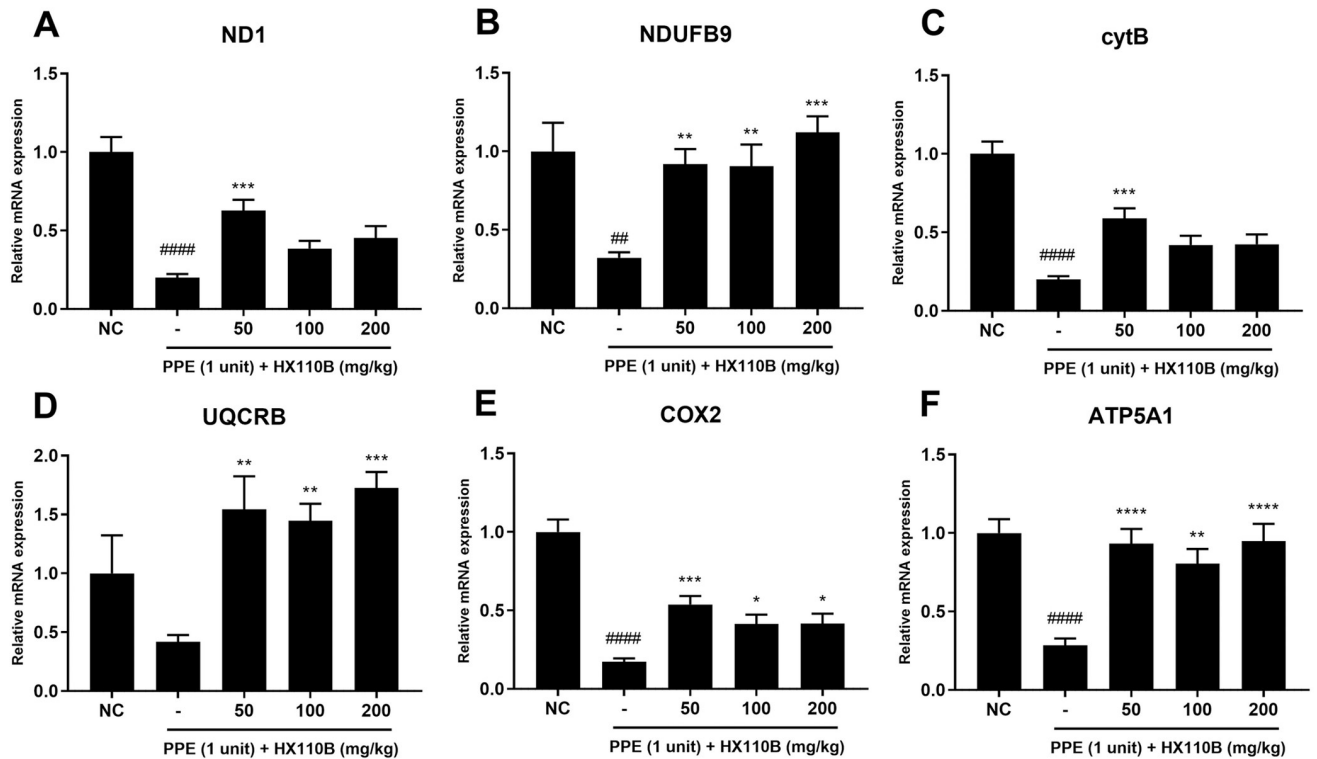 A
ND1
Relative mRNA expression
1.5
1.0
0.5
0.0
***
####
NC - 50 100 200
PPE (1 unit) + HX110B (mg/kg)
B
NDUFB9
Relative mRNA expression
1.5
1.0
0.5
0.0
***
** **
##
NC - 50 100 200
PPE (1 unit) + HX110B (mg/kg)
C
cytB
Relative mRNA expression
1.5
1.0
0.5
0.0
***
####
NC - 50 100 200
PPE (1 unit) + HX110B (mg/kg)
D
UQCRB
Relative mRNA expression
2.0
1.5
1.0
0.5
0.0
** ** ***
NC - 50 100 200
PPE (1 unit) + HX110B (mg/kg)
E
COX2
Relative mRNA expression
1.5
1.0
0.5
0.0
*** * *
####
NC - 50 100 200
PPE (1 unit) + HX110B (mg/kg)
F
ATP5A1
Relative mRNA expression
1.5
1.0
0.5
0.0
**** ** ****
####
NC - 50 100 200
PPE (1 unit) + HX110B (mg/kg)